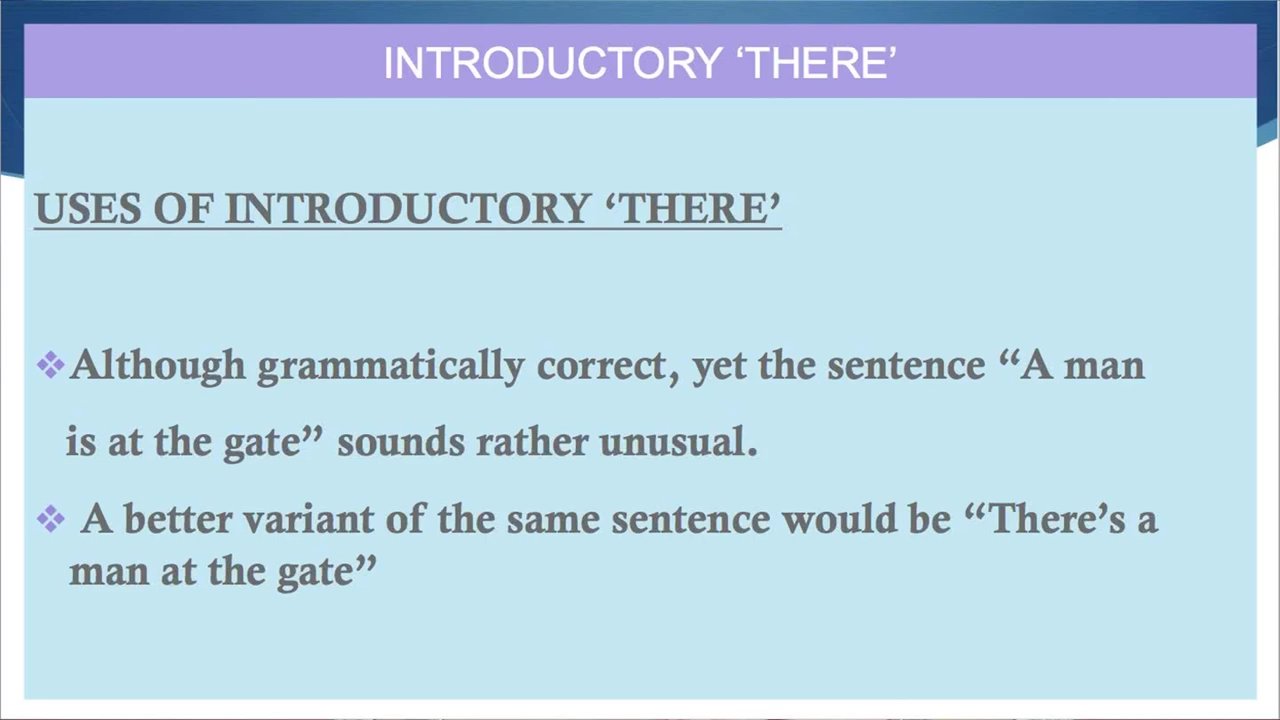 INTRODUCTORY ‘THERE’
USES OF INTRODUCTORY ‘THERE’
Although grammatically correct, yet the sentence “A man
is at the gate” sounds rather unusual.
A better variant of the same sentence would be “There’s a
man at the gate”